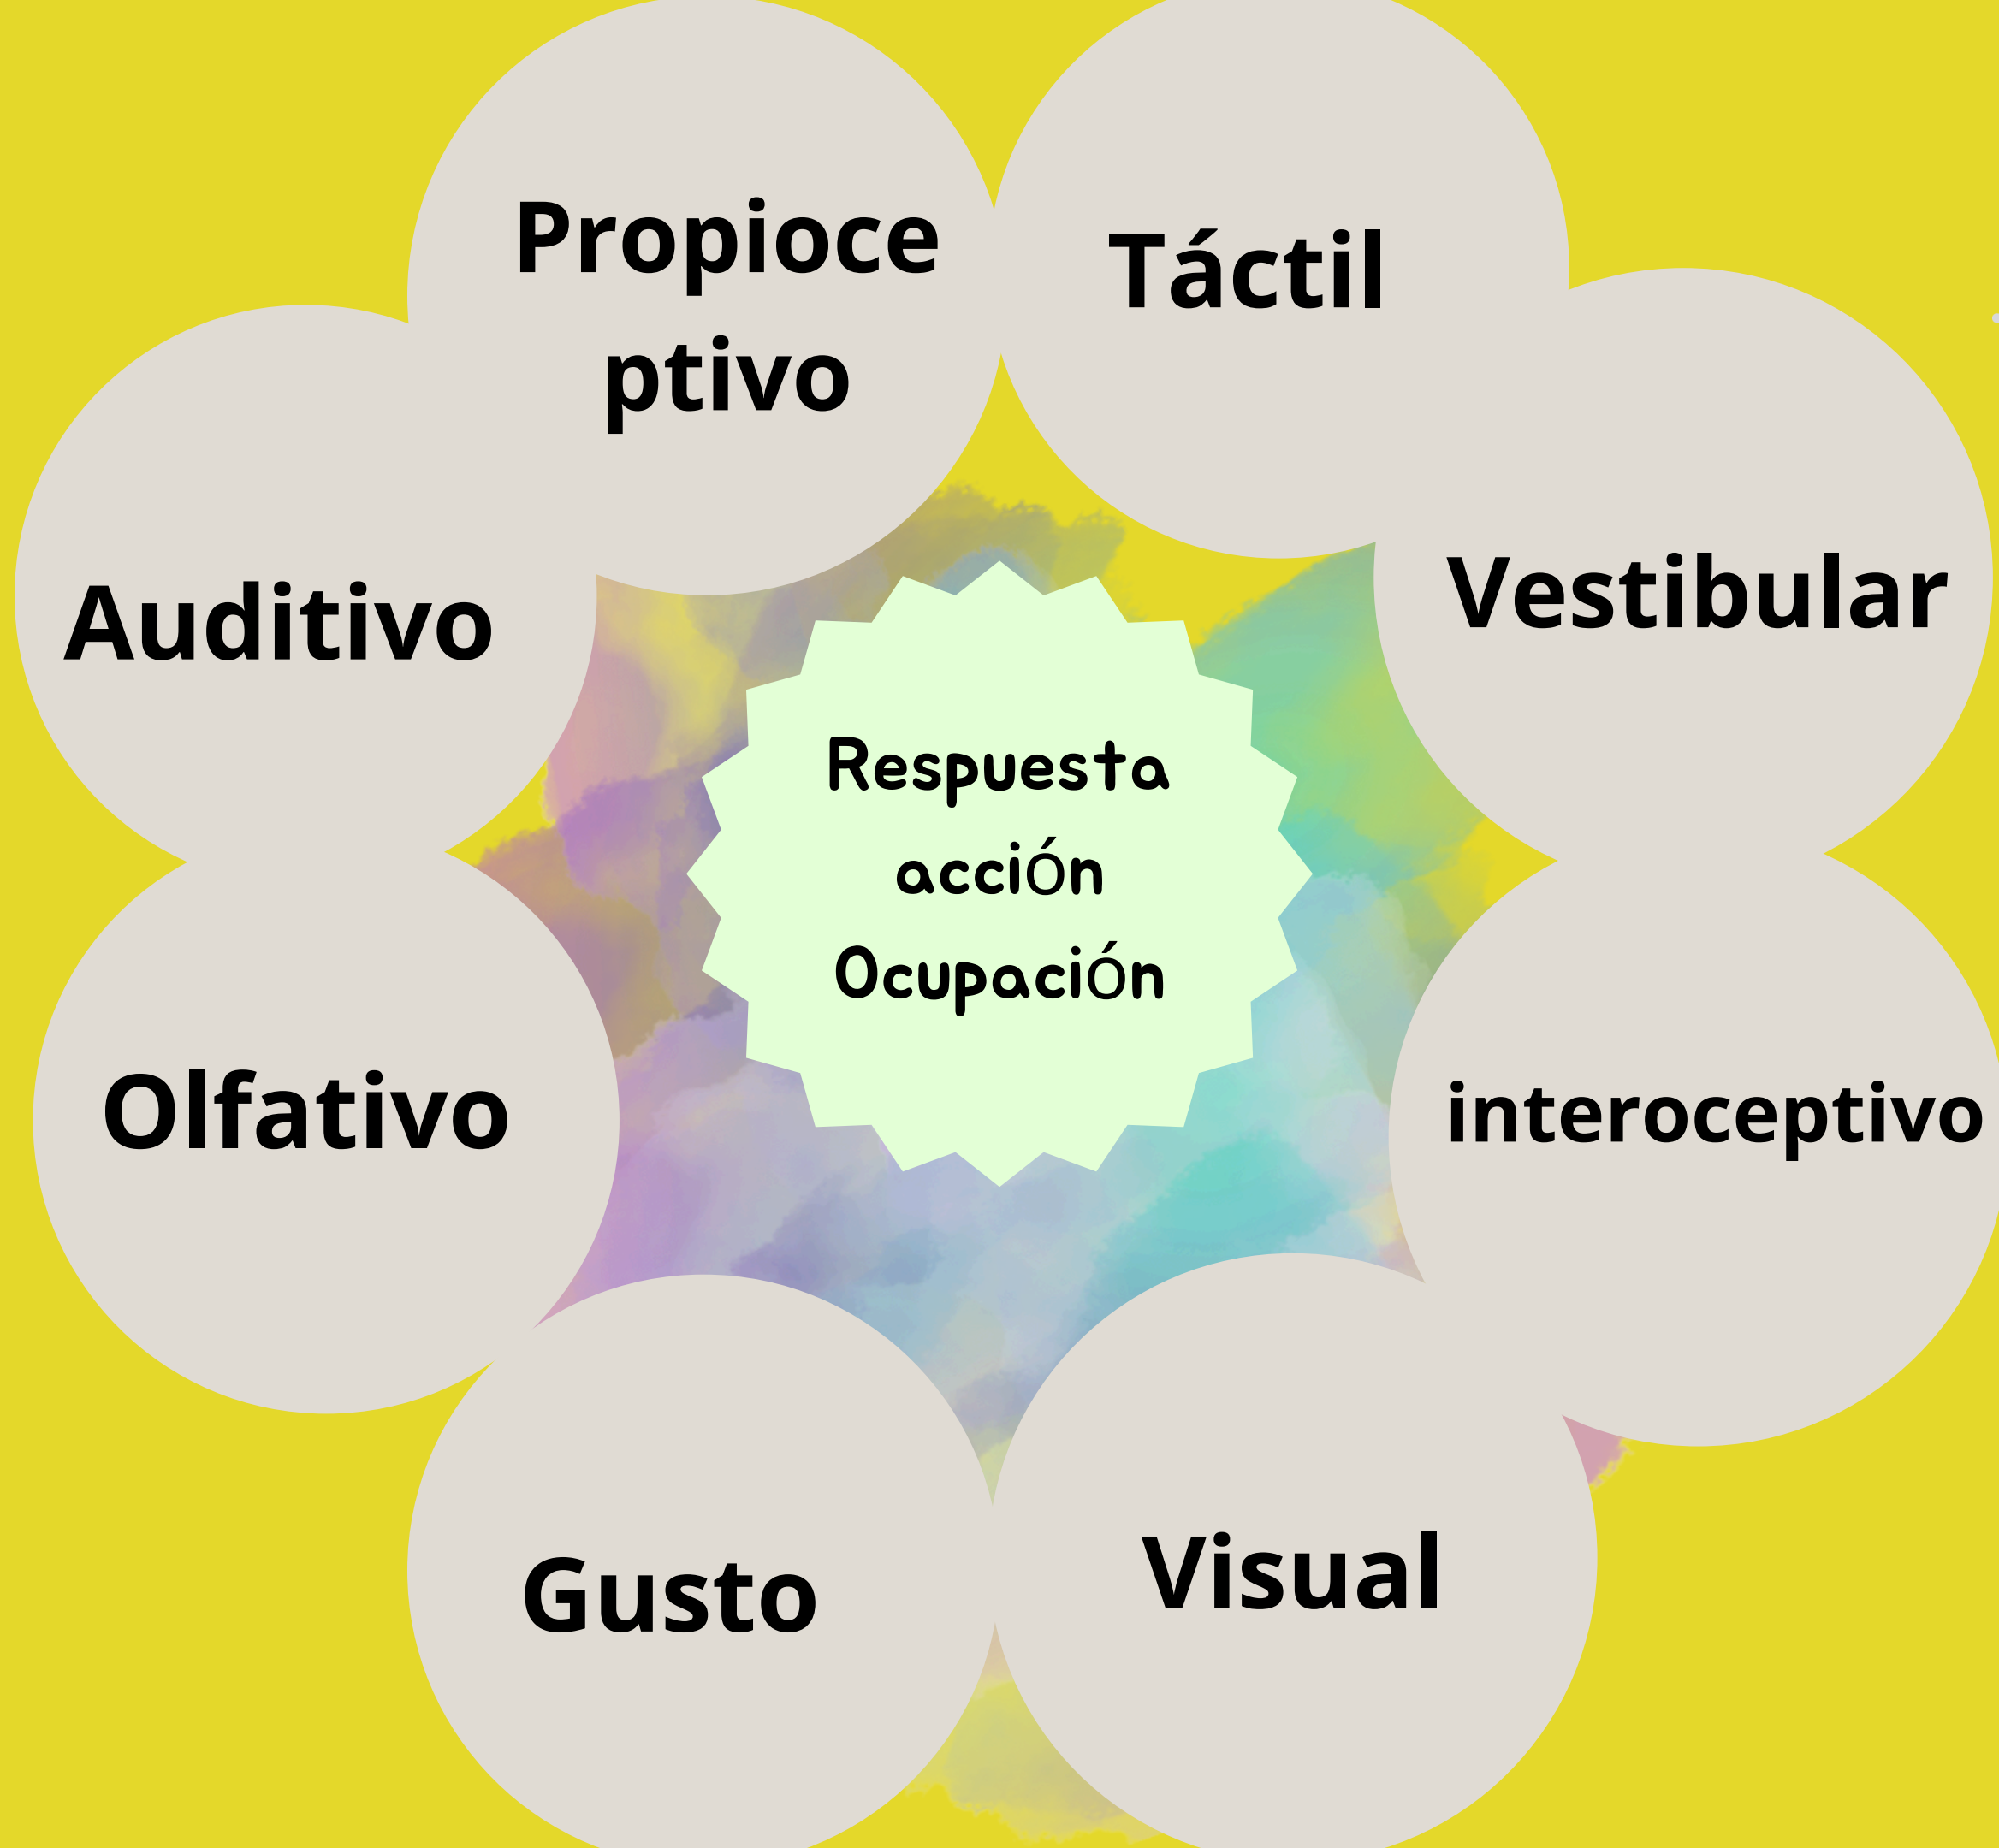 Propioce
ptivo
Táctil
Auditivo
Vestibular
Respuesta
acción
Ocupación
Olfativo
interoceptivo
Gusto
Visual